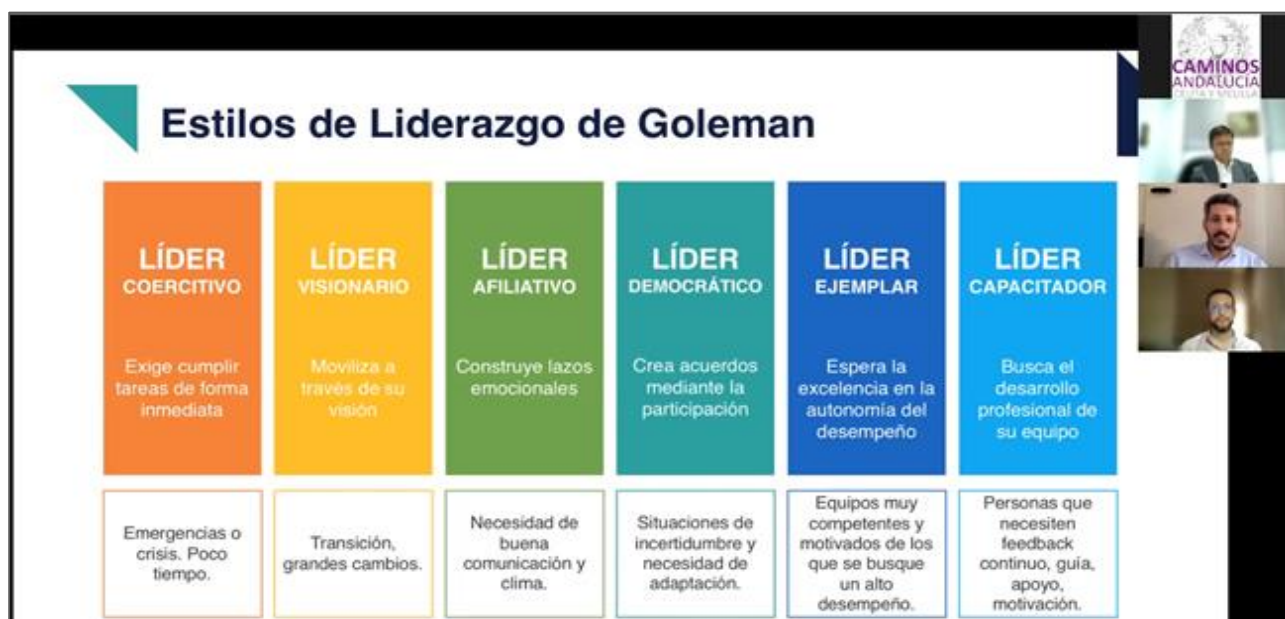 CAMINOS
ANDALUCÍA
CEUTA Y MELILLA
Estilos de Liderazgo de Goleman
LÍDER
COERCITIVO
Exige cumplir
tareas de forma
inmediata
Emergencias o
crisis. Poco
tiempo.
LÍDER
VISIONARIO
Moviliza a
través de su
visión
Transición,
grandes cambios.
LÍDER
AFILIATIVO
Construye lazos
emocionales
Necesidad de
buena
comunicación y
clima.
LÍDER
DEMOCRÁTICO
Crea acuerdos
mediante la
participación
Situaciones de
incertidumbre y
necesidad de
adaptación.
LÍDER
EJEMPLAR
Espera la
excelencia en la
autonomía del
desempeño
Equipos muy
competentes y
motivados de los
que se busque
un alto
desempeño.
LÍDER
CAPACITADOR
Busca el
desarrollo
profesional de
su equipo
Personas que
necesiten
feedback
continuo, guía,
apoyo,
motivación.